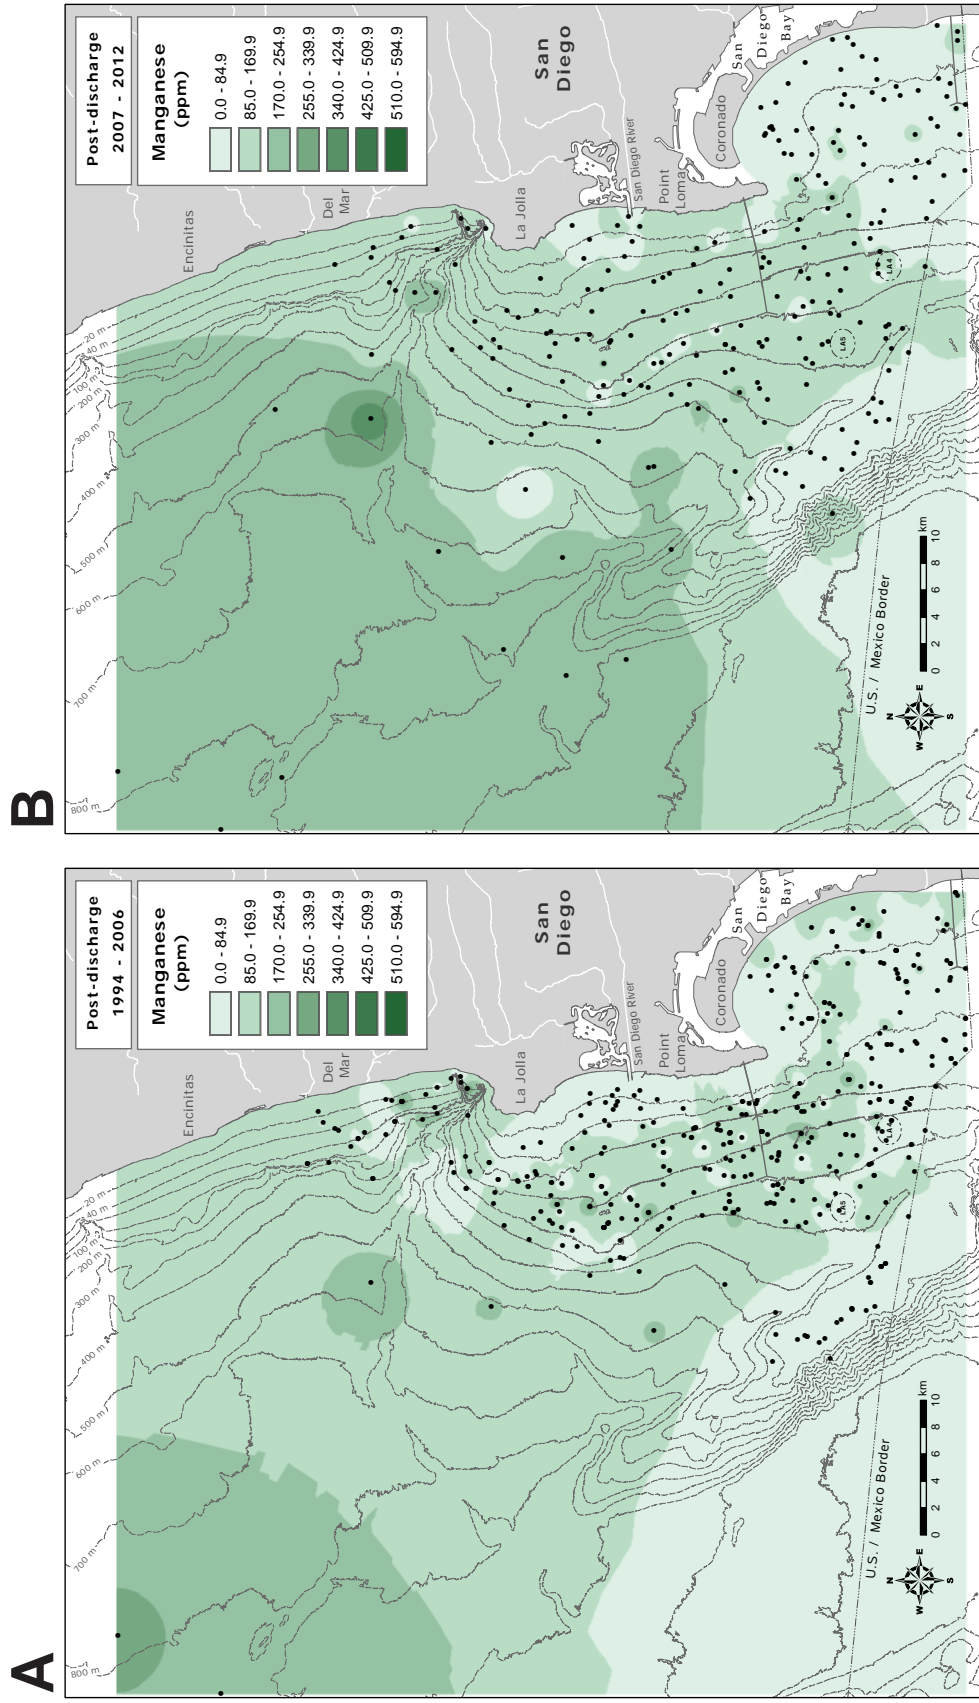 A
Post-discharge
1994 - 2006
Manganese
(ppm)
0.0 - 84.9
85.0 - 169.9
170.0 - 254.9
255.0 - 339.9
340.0 - 424.9
425.0 - 509.9
510.0 - 594.9
Encinitas
Del
Mar
La Jolla
San
Diego
San Diego River
Point
Loma
Coronado
San
Diego
Bay
20 m
40 m
100 m
200 m
300 m
400 m
500 m
600 m
700 m
800 m
LA5
LA4
U.S. / Mexico Border
N
W
E
S
0 2 4 6 8 10
km
B
Post-discharge
2007 - 2012
Manganese
(ppm)
0.0 - 84.9
85.0 - 169.9
170.0 - 254.9
255.0 - 339.9
340.0 - 424.9
425.0 - 509.9
510.0 - 594.9
Encinitas
Del
Mar
La Jolla
San
Diego
San Diego River
Point
Loma
Coronado
San
Diego
Bay
20 m
40 m
100 m
200 m
300 m
400 m
500 m
600 m
700 m
800 m
LA5
LA4
U.S. / Mexico Border
N
W
E
S
0 2 4 6 8 10
km